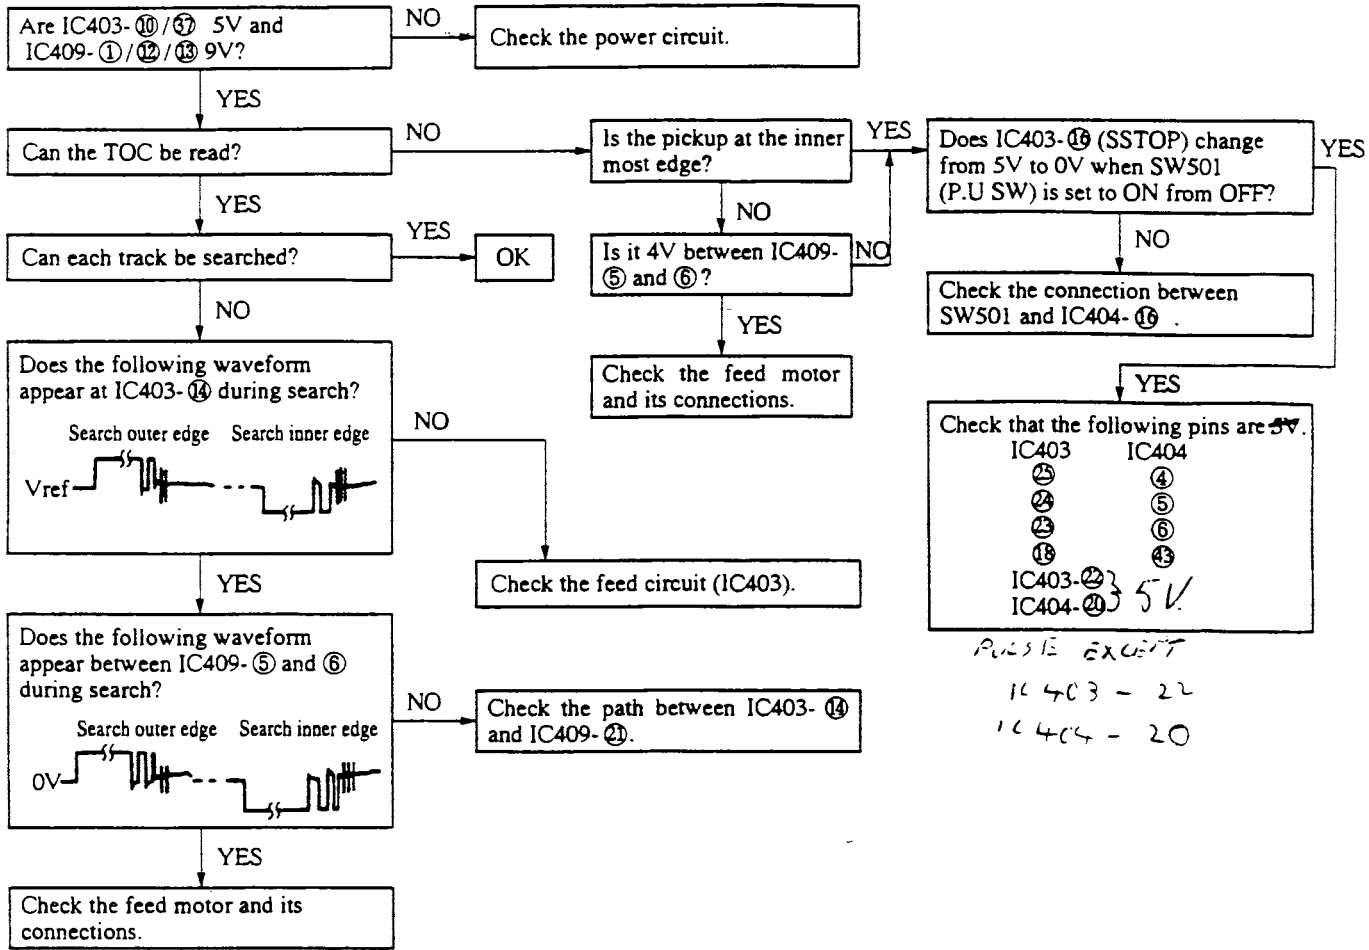 Are IC403-⑩/㊲ 5V and
IC409-①/⑫/⑬ 9V?
NO
Check the power circuit.
YES
Can the TOC be read?
NO
Is the pickup at the inner
most edge?
YES
Does IC403-⑯ (SSTOP) change
from 5V to 0V when SW501
(P.U SW) is set to ON from OFF?
YES
YES
NO
NO
Can each track be searched?
YES
OK
Is it 4V between IC409-
⑤ and ⑥?
NO
Check the connection between
SW501 and IC404-⑯.
NO
YES
Does the following waveform
appear at IC403-⑭ during search?
Search outer edge Search inner edge
Vref
NO
Check the feed motor
and its connections.
YES
Check that the following pins are 5V.
IC403 IC404
㉕ ④
㉔ ⑤
㉓ ⑥
⑱ ㊸
IC403-㉒
IC404-⑳ } 5V.
PULSE EXCEPT
IC 403 - 22
IC 404 - 20
Check the feed circuit (IC403).
YES
Does the following waveform
appear between IC409-⑤ and ⑥
during search?
Search outer edge Search inner edge
0V
NO
Check the path between IC403-⑭
and IC409-㉑.
YES
Check the feed motor and its
connections.